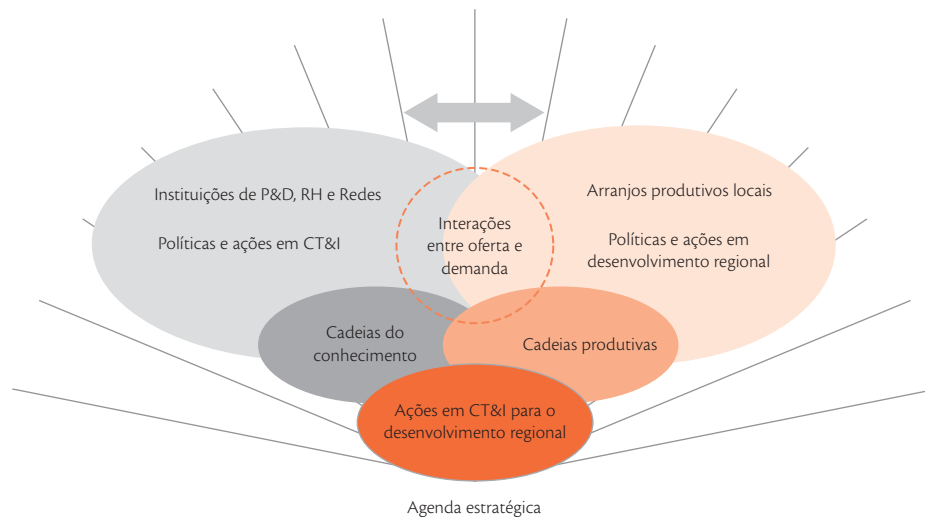 Instituições de P&D, RH e Redes
Políticas e ações em CT&I
Interações
entre oferta e
demanda
Arranjos produtivos locais
Políticas e ações em
desenvolvimento regional
Cadeias do
conhecimento
Cadeias produtivas
Ações em CT&I para o
desenvolvimento regional
Agenda estratégica